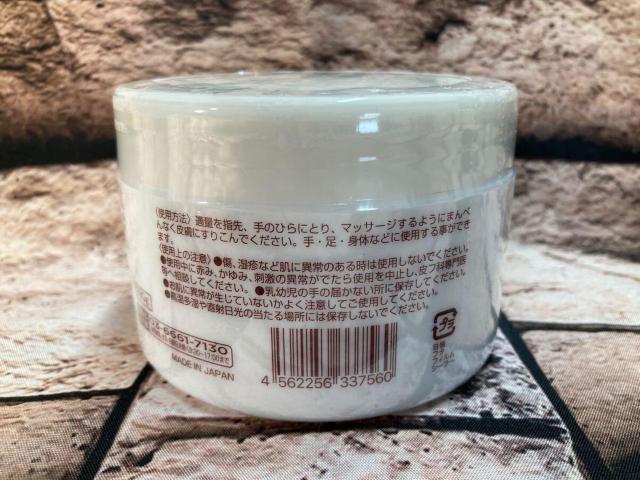 〈使用方法〉適量を指先、手のひらにとり、マッサージするようにまんべ
んなく皮膚にすりこんでください。手・足・身体などに使用する事ができ
ます。
〈使用上の注意〉●傷、湿疹など肌に異常のある時は使用しないでください。
●使用中に赤み、かゆみ、刺激の異常がでたら使用を中止し、皮フ科専門医
等へ相談してください。●乳幼児の手の届かない所に保存してください。
●お肌に異常が生じていないかよく注意してご使用してください。
●高温多湿や直射日光の当たる場所には保存しないでください。
プラ
6661-7130
-17:00まで
MADE IN JAPAN
4 562256 337560